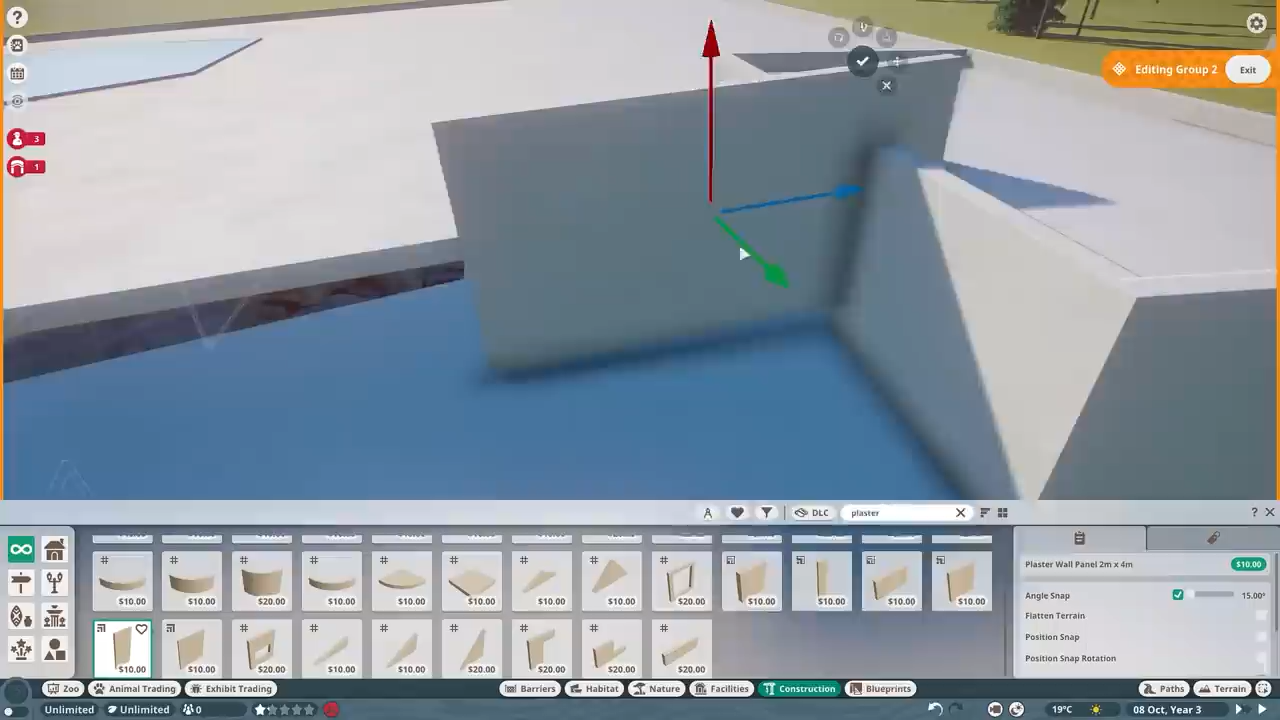 Editing Group 2 Exit
3
1
DLC plaster
$10.00 $10.00 $20.00 $10.00 $10.00 $10.00 $10.00 $10.00 $20.00 $10.00 $10.00 $10.00 $10.00
$10.00 $10.00 $20.00 $10.00 $10.00 $10.00 $20.00 $20.00 $20.00
Plaster Wall Panel 2m x 4m $10.00
Angle Snap 15.00°
Flatten Terrain
Position Snap
Position Snap Rotation
Zoo Animal Trading Exhibit Trading Barriers Habitat Nature Facilities Construction Blueprints Paths Terrain
Unlimited Unlimited 0 19°C 08 Oct, Year 3